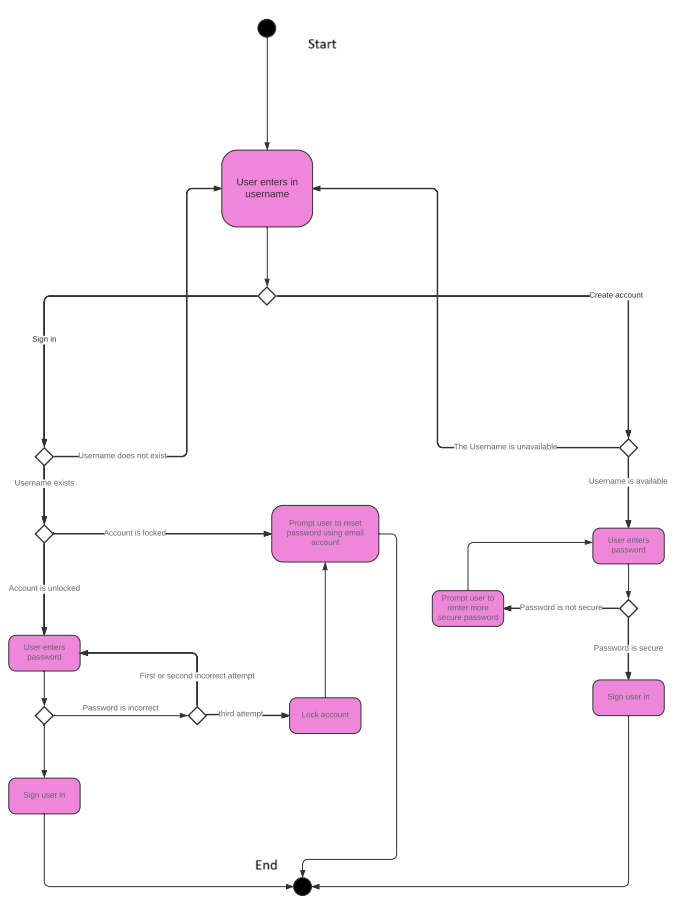 Start
User enters in
username
Create account
Sign in
The Username is unavailable
Username does not exist
Username exists
Username is available
Account is locked
Prompt user to reset
password using email
account
User enters
password
Account is unlocked
Prompt user to
renter more
secure password
Password is not secure
User enters
password
Password is secure
First or second incorrect attempt
Sign user in
Password is incorrect
third attempt
Lock account
Sign user in
End